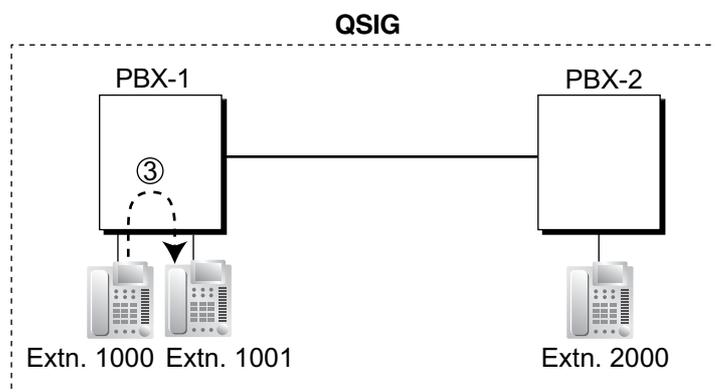 QSIG
PBX-1
PBX-2
③
Extn. 1000
Extn. 1001
Extn. 2000